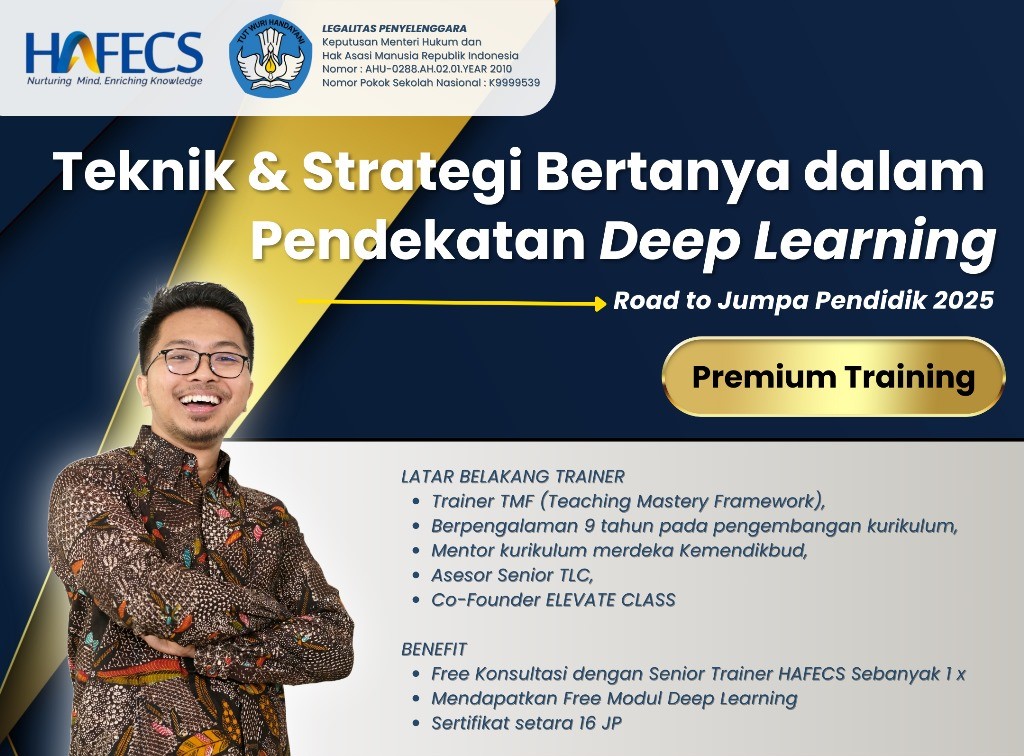 HAFECS
Nurturing Mind, Enriching Knowledge
TUT WURI HANDAYANI
LEGALITAS PENYELENGGARA
Keputusan Menteri Hukum dan
Hak Asasi Manusia Republik Indonesia
Nomor : AHU-0288.AH.02.01.YEAR 2010
Nomor Pokok Sekolah Nasional : K9999539
Teknik & Strategi Bertanya dalam
Pendekatan Deep Learning
Road to Jumpa Pendidik 2025
Premium Training
LATAR BELAKANG TRAINER
• Trainer TMF (Teaching Mastery Framework),
• Berpengalaman 9 tahun pada pengembangan kurikulum,
• Mentor kurikulum merdeka Kemendikbud,
• Asesor Senior TLC,
• Co-Founder ELEVATE CLASS
BENEFIT
• Free Konsultasi dengan Senior Trainer HAFECS Sebanyak 1 x
• Mendapatkan Free Modul Deep Learning
• Sertifikat setara 16 JP